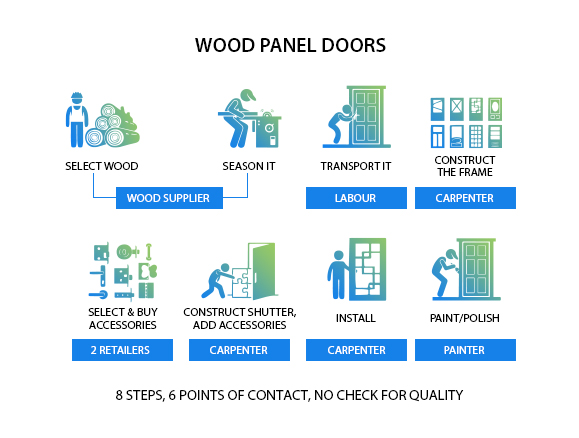 WOOD PANEL DOORS
SELECT WOOD
SEASON IT
TRANSPORT IT
CONSTRUCT
THE FRAME
WOOD SUPPLIER
LABOUR
CARPENTER
SELECT & BUY
ACCESSORIES
CONSTRUCT SHUTTER,
ADD ACCESSORIES
INSTALL
PAINT/POLISH
2 RETAILERS
CARPENTER
CARPENTER
PAINTER
8 STEPS, 6 POINTS OF CONTACT, NO CHECK FOR QUALITY